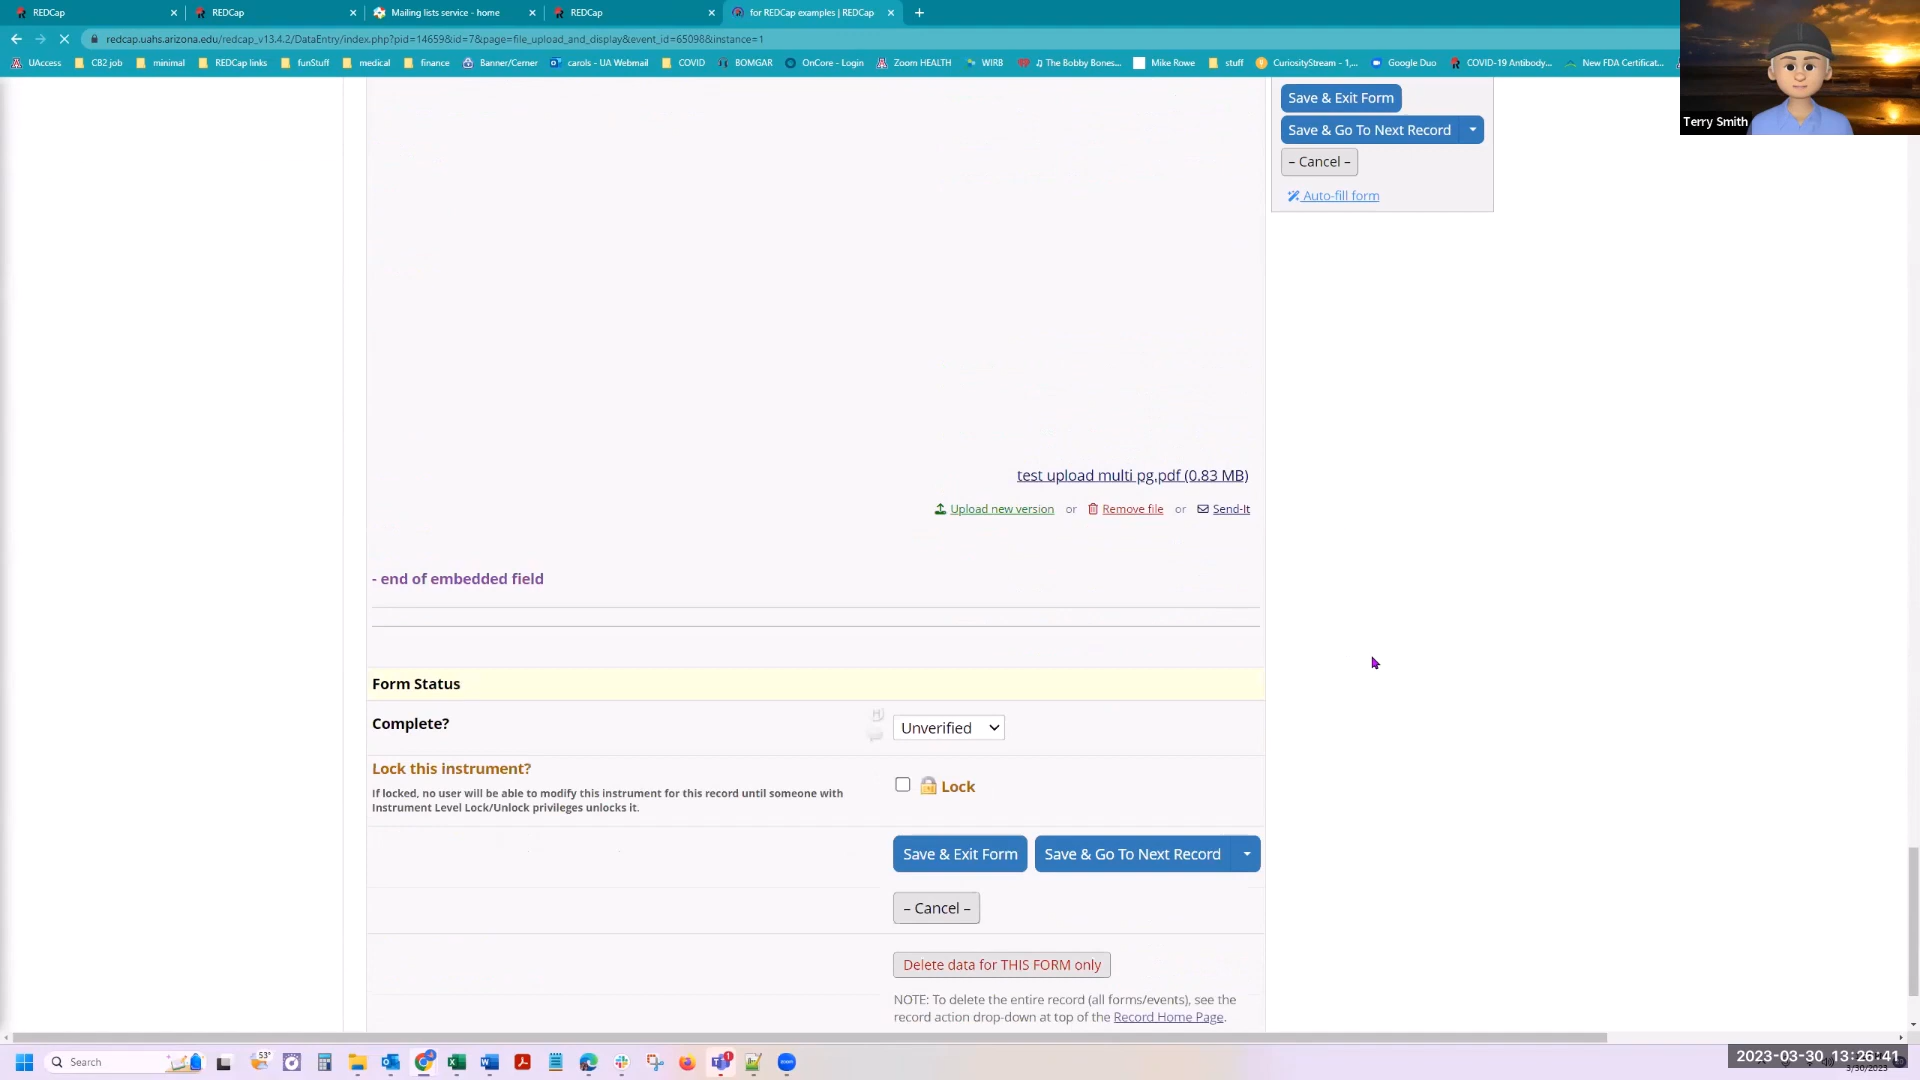 REDCap
REDCap
Mailing lists service - home
REDCap
for REDCap examples | REDCap
redcap.uahs.arizona.edu/redcap_v13.4.2/DataEntry/index.php?pid=14659&id=7&page=file_upload_and_display&event_id=65098&instance=1
UAccess
CB2 job
minimal
REDCap links
funStuff
medical
finance
Banner/Cerner
carols - UA Webmail
COVID
BOMGAR
OnCore - Login
Zoom HEALTH
WIRB
The Bobby Bones...
Mike Rowe
stuff
CuriosityStream - 1,...
Google Duo
COVID-19 Antibody...
New FDA Certificat...
Terry Smith
Save & Exit Form
Save & Go To Next Record
– Cancel –
Auto-fill form
test upload multi pg.pdf (0.83 MB)
Upload new version or Remove file or Send-It
- end of embedded field
Form Status
Complete?
Unverified
Lock this instrument?
Lock
If locked, no user will be able to modify this instrument for this record until someone with
Instrument Level Lock/Unlock privileges unlocks it.
Save & Exit Form
Save & Go To Next Record
– Cancel –
Delete data for THIS FORM only
NOTE: To delete the entire record (all forms/events), see the
record action drop-down at top of the Record Home Page.
Search
53°
2023-03-30 13:26:41
3/30/2023